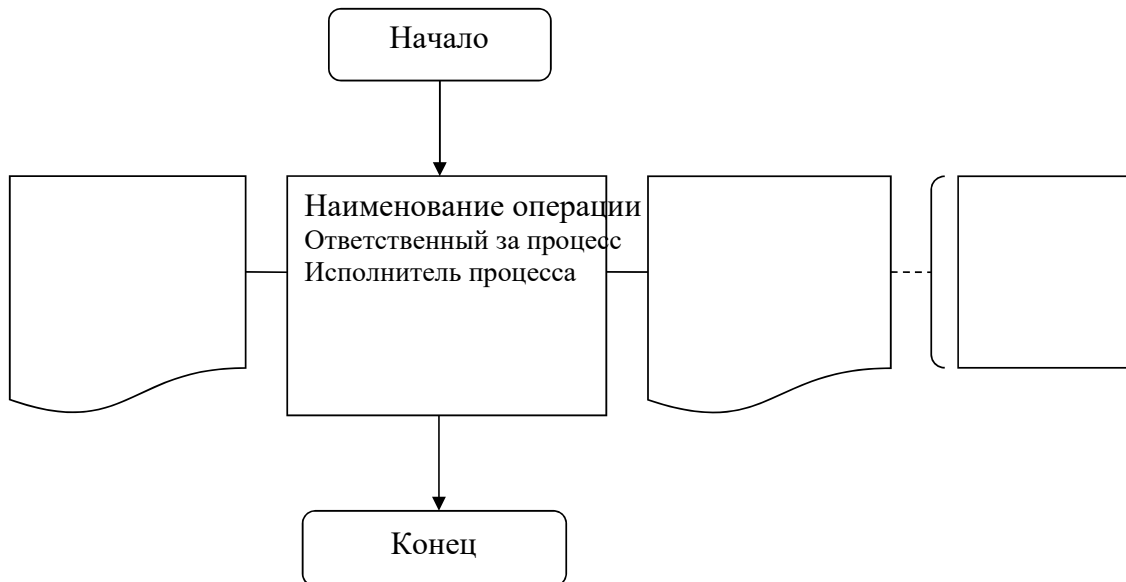 Начало
Наименование операции
Ответственный за процесс
Исполнитель процесса
Конец